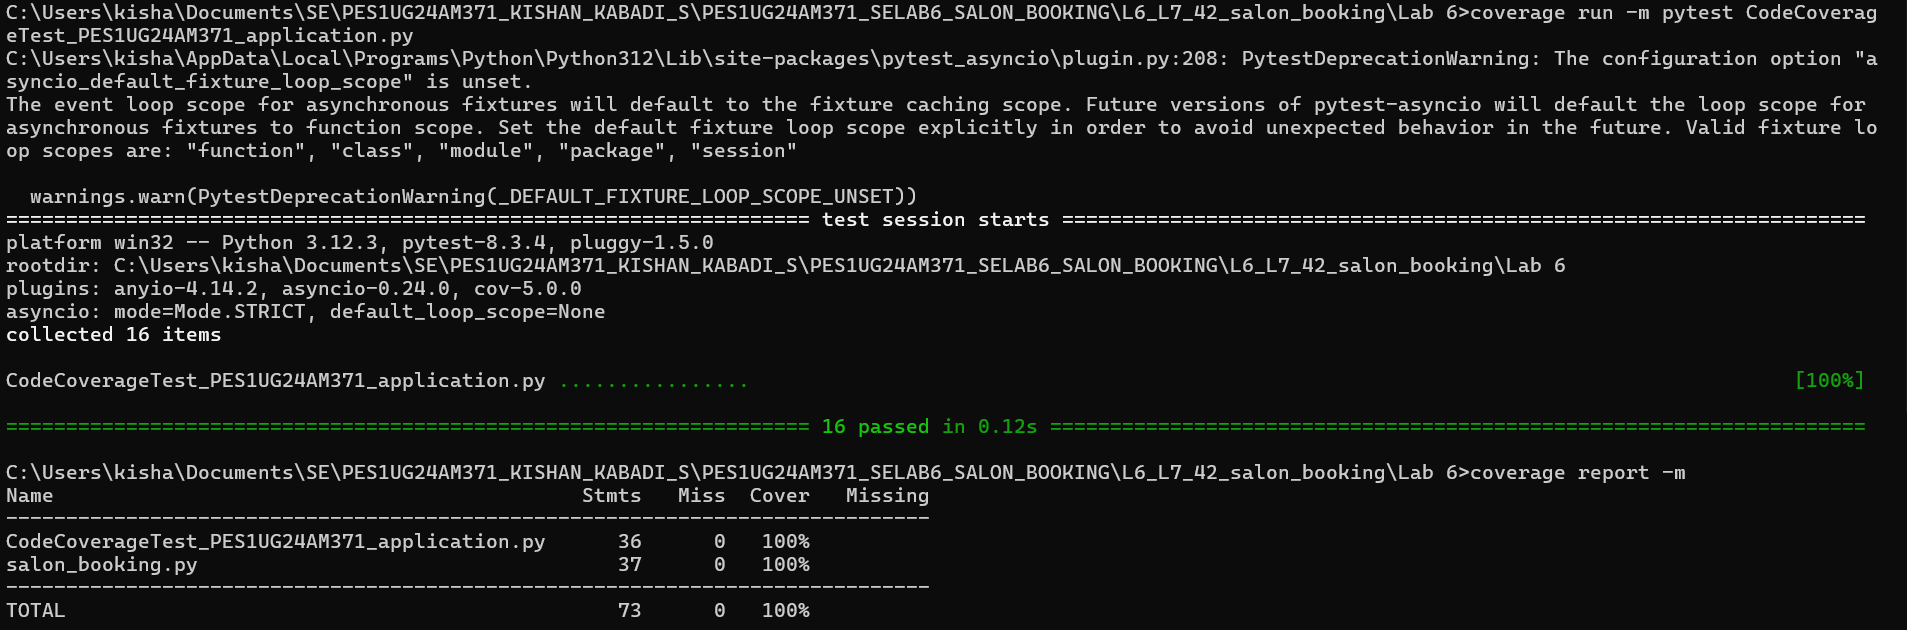 C:\Users\kisha\Documents\SE\PES1UG24AM371_KISHAN_KABADI_S\PES1UG24AM371_SELAB6_SALON_BOOKING\L6_L7_42_salon_booking\Lab 6>coverage run -m pytest CodeCoverag
eTest_PES1UG24AM371_application.py
C:\Users\kisha\AppData\Local\Programs\Python\Python312\Lib\site-packages\pytest_asyncio\plugin.py:208: PytestDeprecationWarning: The configuration option "a
syncio_default_fixture_loop_scope" is unset.
The event loop scope for asynchronous fixtures will default to the fixture caching scope. Future versions of pytest-asyncio will default the loop scope for
asynchronous fixtures to function scope. Set the default fixture loop scope explicitly in order to avoid unexpected behavior in the future. Valid fixture lo
op scopes are: "function", "class", "module", "package", "session"
  warnings.warn(PytestDeprecationWarning(_DEFAULT_FIXTURE_LOOP_SCOPE_UNSET))
=================================================================== test session starts ===================================================================
platform win32 -- Python 3.12.3, pytest-8.3.4, pluggy-1.5.0
rootdir: C:\Users\kisha\Documents\SE\PES1UG24AM371_KISHAN_KABADI_S\PES1UG24AM371_SELAB6_SALON_BOOKING\L6_L7_42_salon_booking\Lab 6
plugins: anyio-4.14.2, asyncio-0.24.0, cov-5.0.0
asyncio: mode=Mode.STRICT, default_loop_scope=None
collected 16 items
CodeCoverageTest_PES1UG24AM371_application.py ................ [100%]
=================================================================== 16 passed in 0.12s ====================================================================
C:\Users\kisha\Documents\SE\PES1UG24AM371_KISHAN_KABADI_S\PES1UG24AM371_SELAB6_SALON_BOOKING\L6_L7_42_salon_booking\Lab 6>coverage report -m
Name                                            Stmts   Miss  Cover   Missing
-----------------------------------------------------------------------------
CodeCoverageTest_PES1UG24AM371_application.py      36      0   100%
salon_booking.py                                   37      0   100%
-----------------------------------------------------------------------------
TOTAL                                              73      0   100%